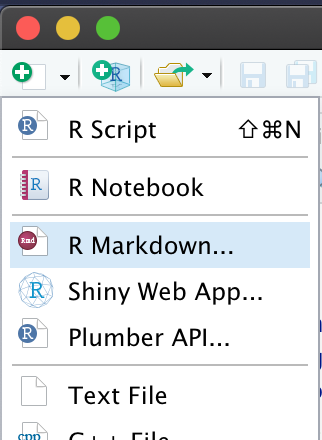 R Script ⇧⌘N
R Notebook
R Markdown...
Shiny Web App...
Plumber API...
Text File
C++ File